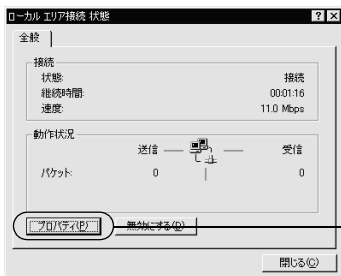 ローカル エリア接続 状態
全般
接続
状態: 接続
継続時間: 00:01:16
速度: 11.0 Mbps
動作状況
送信 受信
パケット: 0 0
プロパティ(P) 無効にする(D)
閉じる(C)